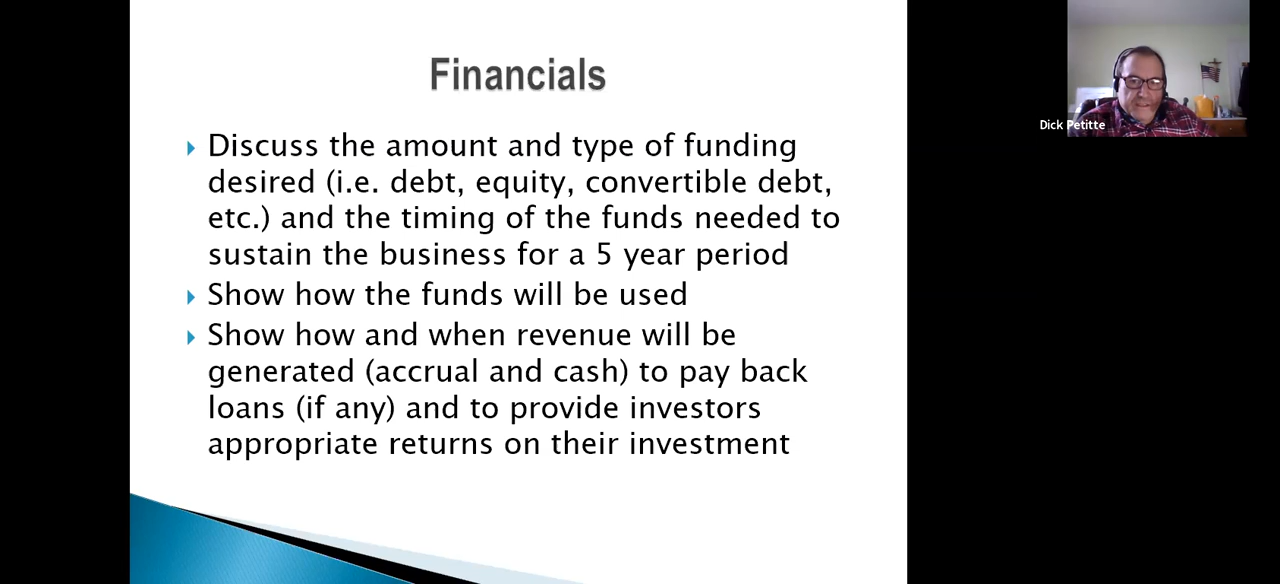 Financials
Discuss the amount and type of funding
desired (i.e. debt, equity, convertible debt,
etc.) and the timing of the funds needed to
sustain the business for a 5 year period
Show how the funds will be used
Show how and when revenue will be
generated (accrual and cash) to pay back
loans (if any) and to provide investors
appropriate returns on their investment
Dick Petitte